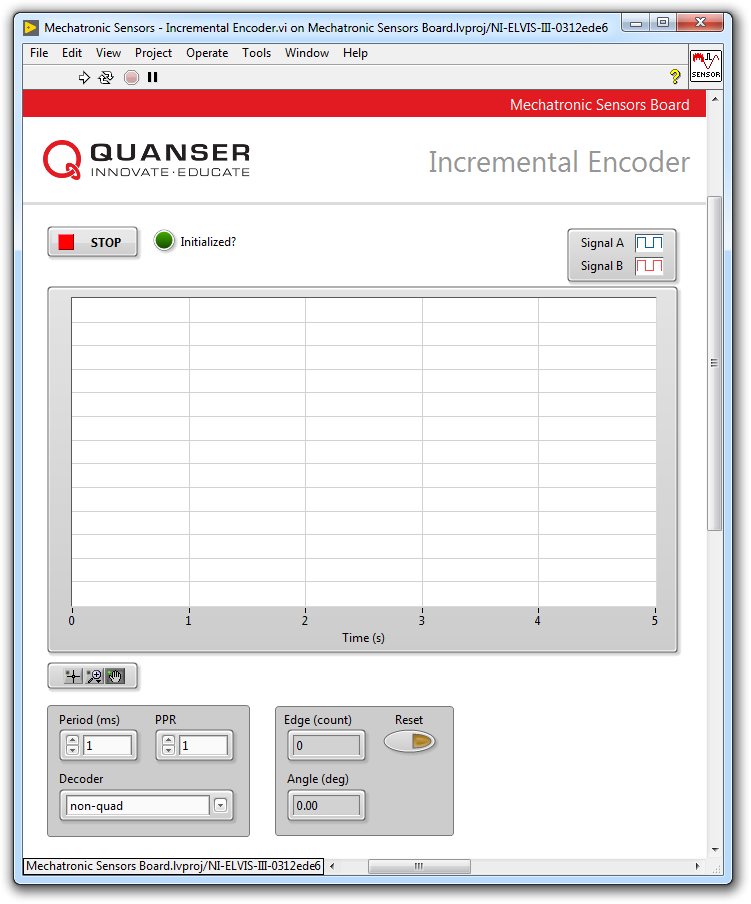 Mechatronic Sensors - Incremental Encoder.vi on Mechatronic Sensors Board.lvproj/NI-ELVIS-III-0312ede6
File Edit View Project Operate Tools Window Help
SENSOR
Mechatronic Sensors Board
QUANSER
INNOVATE·EDUCATE
Incremental Encoder
STOP
Initialized?
Signal A
Signal B
0 1 2 3 4 5
Time (s)
Period (ms) PPR
1 1
Decoder
non-quad
Edge (count) Reset
0
Angle (deg)
0.00
Mechatronic Sensors Board.lvproj/NI-ELVIS-III-0312ede6